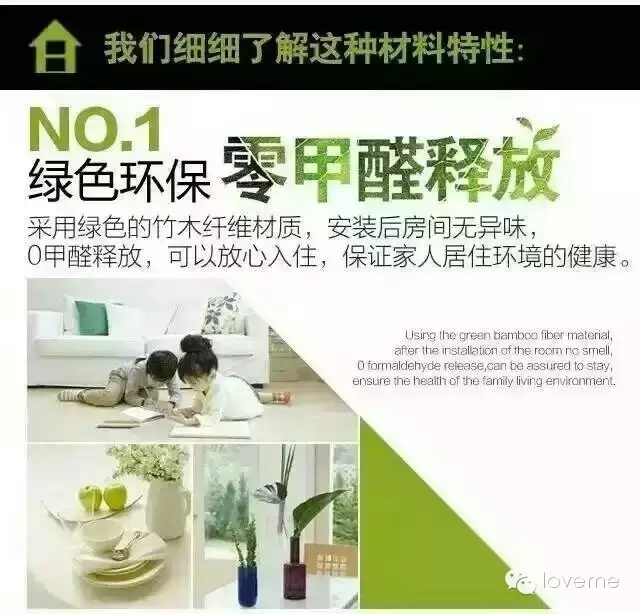 我们细细了解这种材料特性:
NO.1
绿色环保 零甲醛释放
采用绿色的竹木纤维材质，安装后房间无异味，
0甲醛释放，可以放心入住，保证家人居住环境的健康。
Using the green bamboo fiber material,
after the installation of the room no smell,
0 formaldehyde release,can be assured to stay,
ensure the health of the family living environment.
loveme